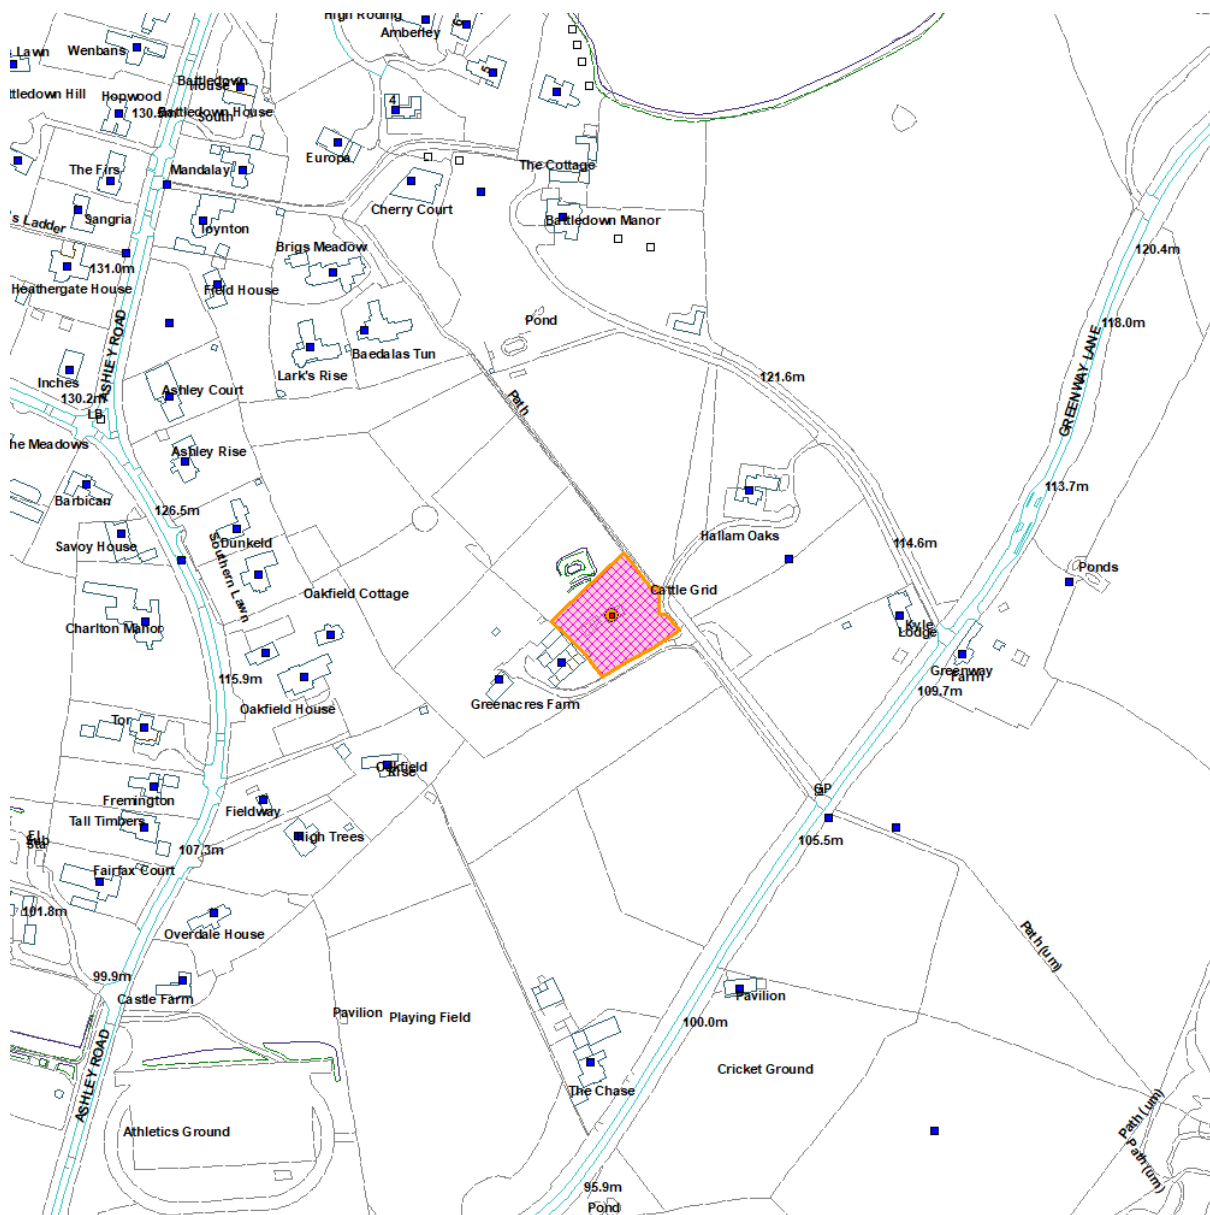 High Roding
Amberley
6
Lawn
Wenbans
5
Battledown
House
ttledown Hill
Hopwood
4
130.5m
Battledown House
South
Europa
The Firs
Mandalay
The Cottage
Cherry Court
s Ladder
Sangria
Toynton
Battledown Manor
Brigs Meadow
120.4m
131.0m
Heathergate House
Field House
Pond
118.0m
ASHLEY ROAD
GREENWAY LANE
Baedalas Tun
Lark's Rise
121.6m
Inches
Ashley Court
130.2m
Path
LB
he Meadows
Ashley Rise
113.7m
Barbican
126.5m
Hallam Oaks
Savoy House
Dunkeld
114.6m
Southern Lawn
Ponds
Cattle Grid
Oakfield Cottage
Charlton Manor
Kyle
Lodge
Greenway
Farm
115.9m
109.7m
Greenacres Farm
Oakfield House
Tor
Oakfield
Rise
GP
Fremington
Fieldway
Tall Timbers
High Trees
El
Sub
Sta
105.5m
107.3m
Fairfax Court
101.8m
Overdale House
Path (um)
99.9m
Castle Farm
Pavilion
Pavilion
Playing Field
100.0m
ASHLEY ROAD
Cricket Ground
The Chase
Path (um)
Athletics Ground
Path (um)
95.9m
Pond